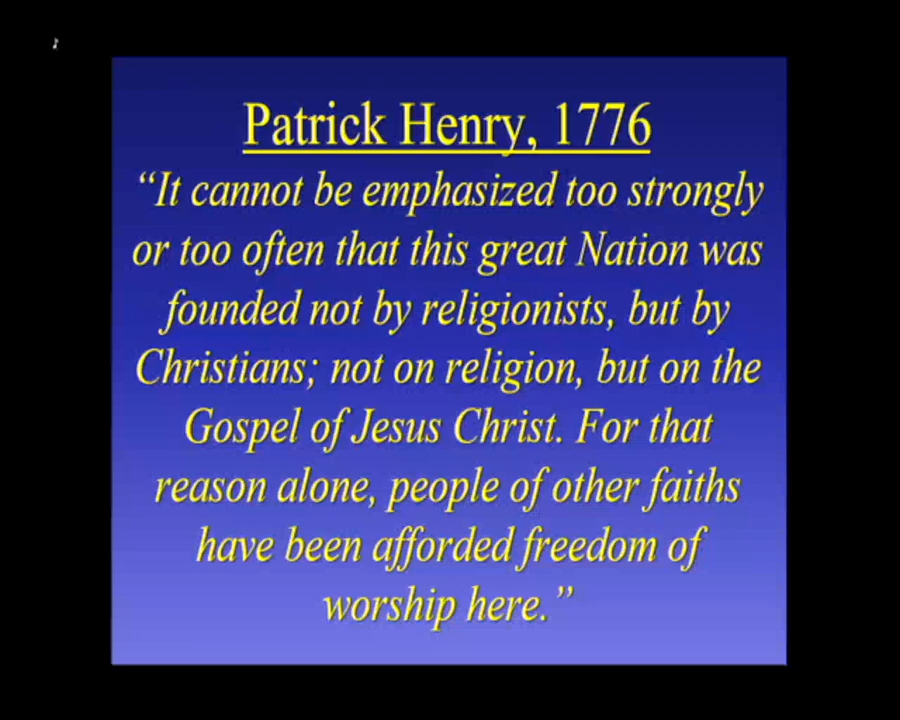 Patrick Henry, 1776
“It cannot be emphasized too strongly
or too often that this great Nation was
founded not by religionists, but by
Christians; not on religion, but on the
Gospel of Jesus Christ. For that
reason alone, people of other faiths
have been afforded freedom of
worship here.”